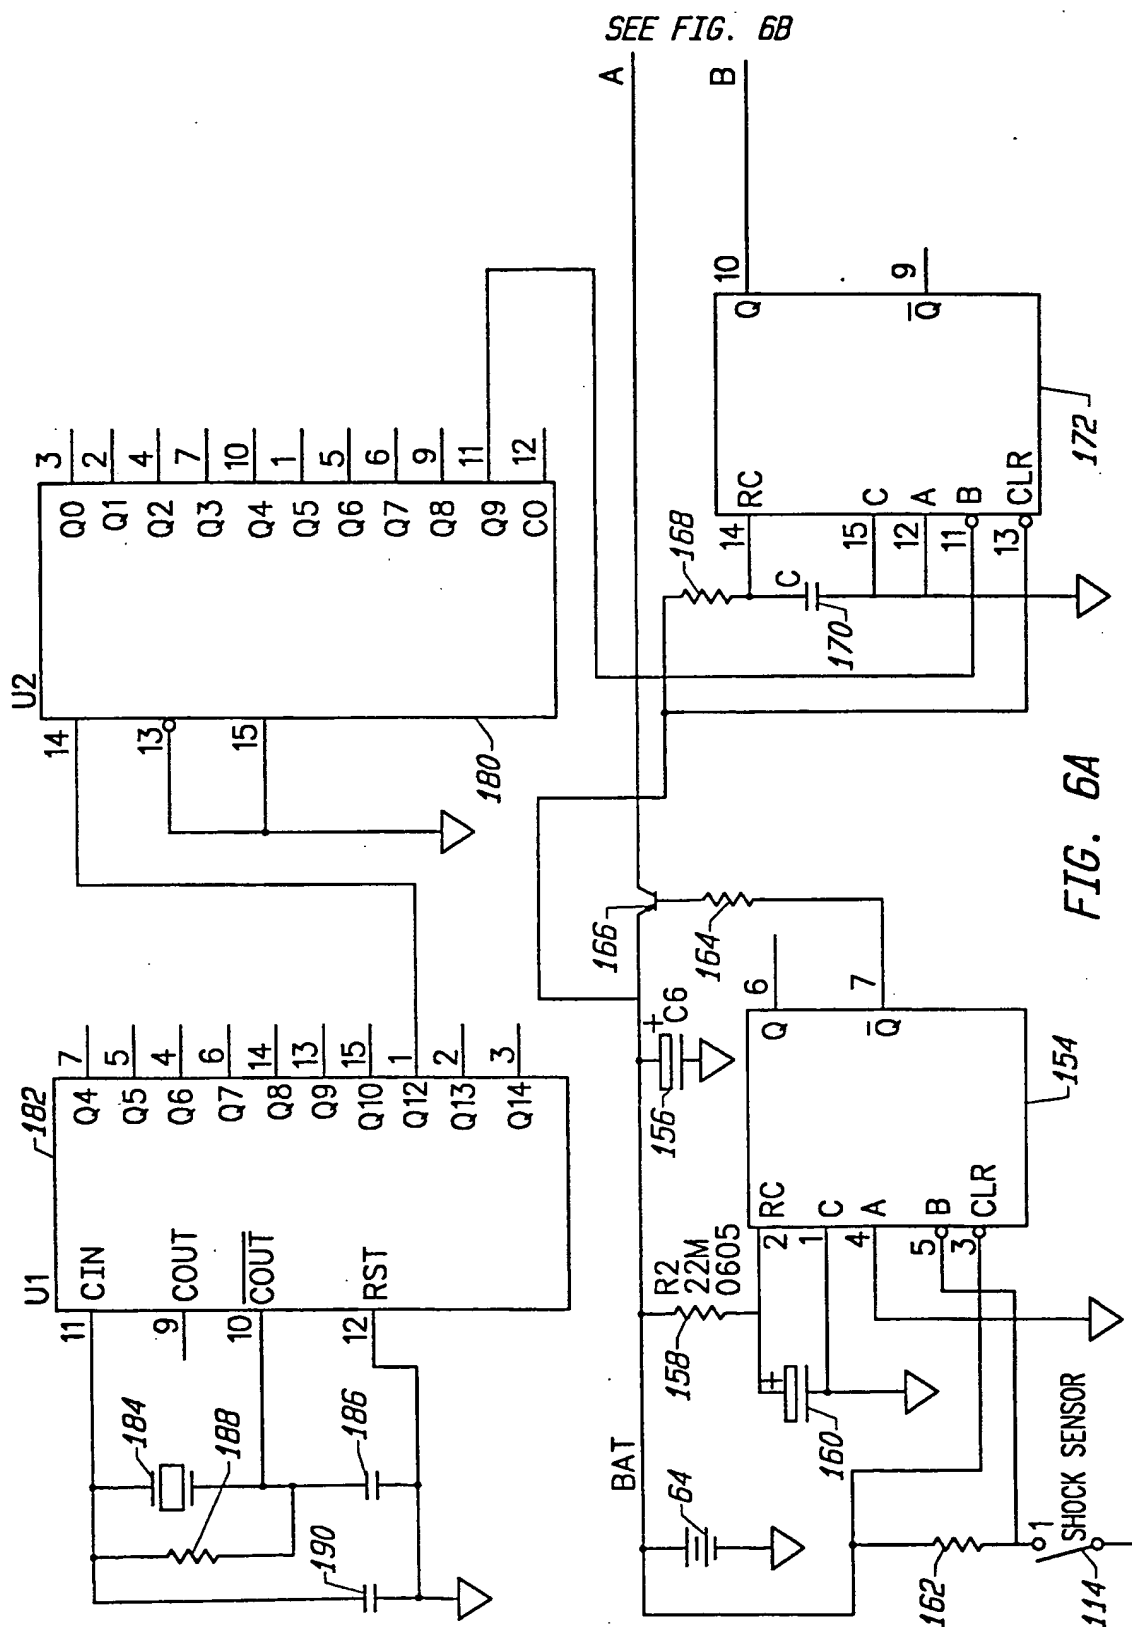 SEE FIG. 6B
A
B
U1
182
CIN
COUT
COUT
RST
11
9
10
12
Q4
Q5
Q6
Q7
Q8
Q9
Q10
Q12
Q13
Q14
7
5
4
6
14
13
15
1
2
3
184
188
186
190
U2
14
13
15
180
Q0
Q1
Q2
Q3
Q4
Q5
Q6
Q7
Q8
Q9
CO
3
2
4
7
10
1
5
6
9
11
12
BAT
64
R2
22M
0605
158
160
+
162
1
SHOCK SENSOR
114
+
C6
156
RC
C
A
B
CLR
2
1
4
5
3
Q
Q
6
7
154
164
166
168
C
170
RC
C
A
B
CLR
14
15
12
11
13
Q
Q
10
9
172
FIG. 6A